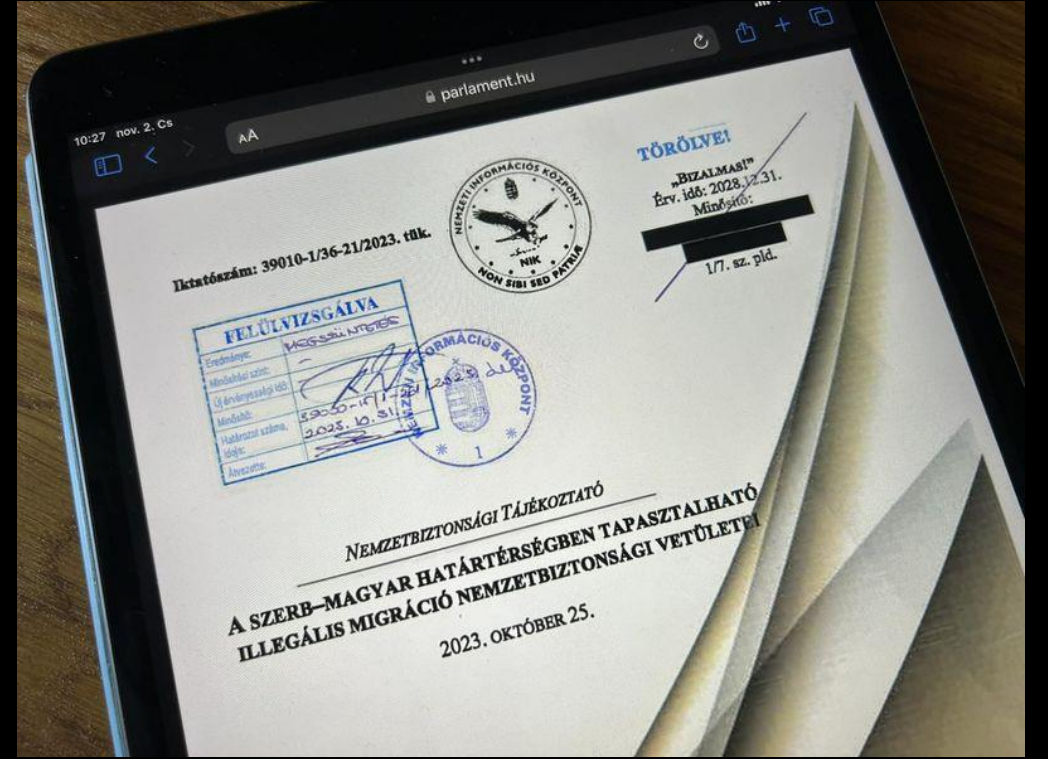 10:27 nov. 2. Cs
AA
parlament.hu
Iktatószám: 39010-1/36-21/2023. tük.
NEMZETI INFORMÁCIÓS KÖZPONT
NIK
NON SIBI SED PATRIÆ
TÖRÖLVE!
„BIZALMAS!”
Érv. idő: 2028.12.31.
Minősítő:
1/7. sz. pld.
FELÜLVIZSGÁLVA
Eredménye: MEGSZÜNTETÉS
Minősítési szint: –
Új érvényességi idő:
Minősítő:
Határozat száma,
ideje: 2023. 10. 31.
Átvezette:
NEMZETI INFORMÁCIÓS KÖZPONT
1
NEMZETBIZTONSÁGI TÁJÉKOZTATÓ
A SZERB–MAGYAR HATÁRTÉRSÉGBEN TAPASZTALHATÓ
ILLEGÁLIS MIGRÁCIÓ NEMZETBIZTONSÁGI VETÜLETEI
2023. OKTÓBER 25.